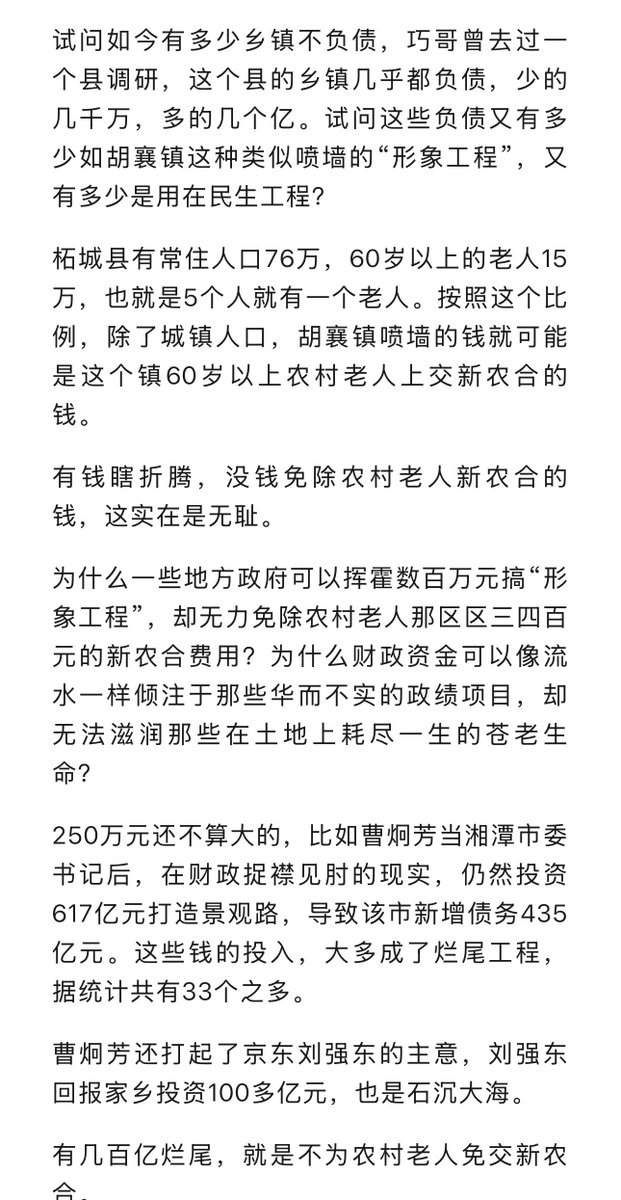 试问如今有多少乡镇不负债，巧哥曾去过一
个县调研，这个县的乡镇几乎都负债，少的
几千万，多的几个亿。试问这些负债又有多
少如胡襄镇这种类似喷墙的“形象工程”，又
有多少是用在民生工程？
柘城县有常住人口76万，60岁以上的老人15
万，也就是5个人就有一个老人。按照这个比
例，除了城镇人口，胡襄镇喷墙的钱就可能
是这个镇60岁以上农村老人上交新农合的
钱。
有钱瞎折腾，没钱免除农村老人新农合的
钱，这实在是无耻。
为什么一些地方政府可以挥霍数百万元搞“形
象工程”，却无力免除农村老人那区区三四百
元的新农合费用？为什么财政资金可以像流
水一样倾注于那些华而不实的政绩项目，却
无法滋润那些在土地上耗尽一生的苍老生
命？
250万元还不算大的，比如曹炯芳当湘潭市委
书记后，在财政捉襟见肘的现实，仍然投资
617亿元打造景观路，导致该市新增债务435
亿元。这些钱的投入，大多成了烂尾工程，
据统计共有33个之多。
曹炯芳还打起了京东刘强东的主意，刘强东
回报家乡投资100多亿元，也是石沉大海。
有几百亿烂尾，就是不为农村老人免交新农
合。